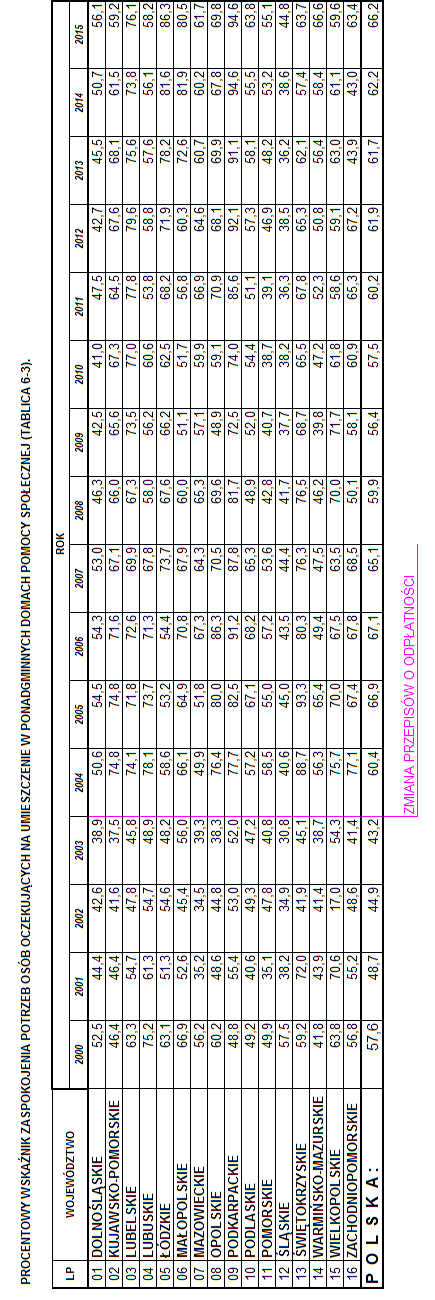 PROCENTOWY WSKAŹNIK ZASPOKOJENIA POTRZEB OSÓB OCZEKUJĄCYCH NA UMIESZCZENIE W PONADGMINNYCH DOMACH POMOCY SPOŁECZNEJ (TABLICA 6-3).
LP WOJEWÓDZTWO ROK
2000 2001 2002 2003 2004 2005 2006 2007 2008 2009 2010 2011 2012 2013 2014 2015
01 DOLNOŚLĄSKIE 52,5 44,4 42,6 38,9 50,6 54,5 54,3 53,0 46,3 42,5 41,0 47,5 42,7 45,5 50,7 56,1
02 KUJAWSKO-POMORSKIE 46,4 46,4 41,6 37,5 74,8 74,8 71,6 67,1 66,0 65,6 67,3 64,5 67,6 68,1 61,5 59,2
03 LUBELSKIE 63,3 54,7 47,8 45,8 74,1 71,8 72,6 69,9 67,3 73,5 77,0 77,8 79,6 75,6 73,8 76,1
04 LUBUSKIE 75,2 61,3 54,7 48,9 78,1 73,7 71,3 67,8 58,0 56,2 60,6 53,8 58,8 57,6 56,1 58,2
05 ŁÓDZKIE 63,1 51,3 54,6 48,2 58,6 53,2 54,4 73,7 67,6 66,2 62,5 68,2 71,9 78,2 81,6 86,3
06 MAŁOPOLSKIE 66,9 52,6 45,4 56,0 66,1 64,9 70,8 67,9 60,0 51,1 51,7 56,8 60,3 72,6 81,9 80,5
07 MAZOWIECKIE 56,2 35,2 34,5 39,3 49,9 51,8 67,3 64,3 65,3 57,1 59,9 66,9 64,6 60,7 60,2 61,7
08 OPOLSKIE 60,2 48,6 44,8 38,3 76,4 80,0 86,3 70,5 69,6 48,9 59,1 70,9 68,1 69,9 67,8 69,8
09 PODKARPACKIE 48,8 55,4 53,0 52,0 77,7 82,5 91,2 87,8 81,7 72,5 74,0 85,6 92,1 91,1 94,6 94,6
10 PODLASKIE 49,2 40,6 49,3 47,2 57,2 67,1 68,2 65,3 48,9 52,0 54,4 51,1 57,3 58,1 55,5 63,8
11 POMORSKIE 49,9 35,1 47,8 40,8 58,5 55,0 57,2 53,6 42,8 40,7 38,7 39,1 46,9 48,2 53,2 55,1
12 ŚLĄSKIE 57,5 38,2 34,9 30,8 40,6 45,0 43,5 44,4 41,7 37,7 38,2 36,3 38,5 36,2 38,6 44,8
13 ŚWIĘTOKRZYSKIE 59,2 72,0 41,9 45,1 88,7 93,3 80,3 76,3 76,5 68,7 65,5 67,8 65,3 62,1 57,4 63,7
14 WARMIŃSKO-MAZURSKIE 41,8 43,9 41,4 38,7 56,3 65,4 49,4 47,5 46,2 39,8 47,2 52,3 50,8 56,4 58,4 66,6
15 WIELKOPOLSKIE 63,8 70,6 17,0 54,3 75,7 70,0 67,5 63,5 70,0 71,7 61,8 58,6 59,1 63,0 61,1 59,6
16 ZACHODNIOPOMORSKIE 56,8 55,2 48,6 41,4 77,1 67,4 67,8 68,5 50,1 58,1 60,9 65,3 67,2 43,9 43,0 63,4
P O L S K A : 57,6 48,7 44,9 43,2 60,4 66,9 67,1 65,1 59,9 56,4 57,5 60,2 61,9 61,7 62,2 66,2
ZMIANA PRZEPISÓW O ODPŁATNOŚCI